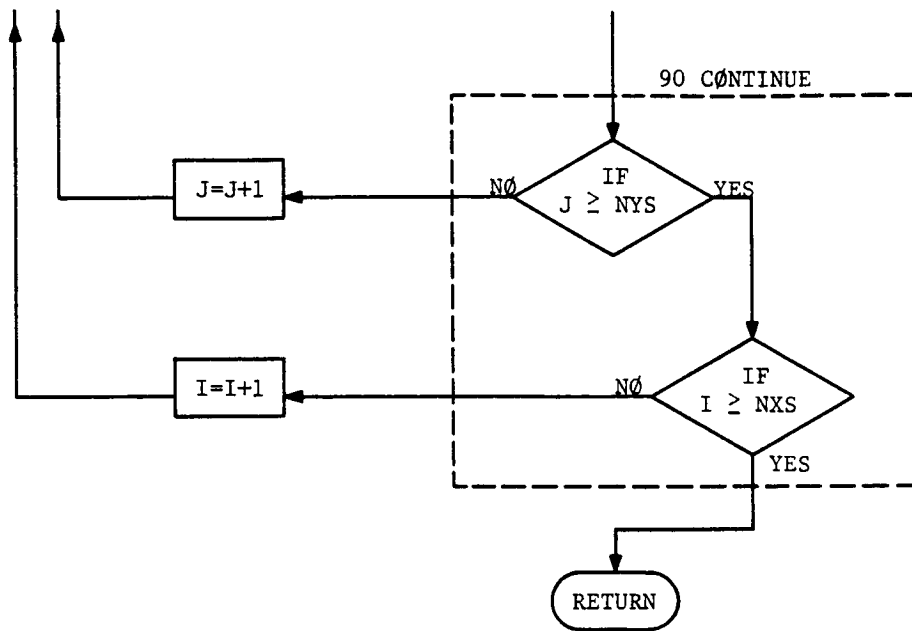 90 CØNTINUE
IF
J ≥ NYS
NØ
YES
J=J+1
IF
I ≥ NXS
NØ
YES
I=I+1
RETURN